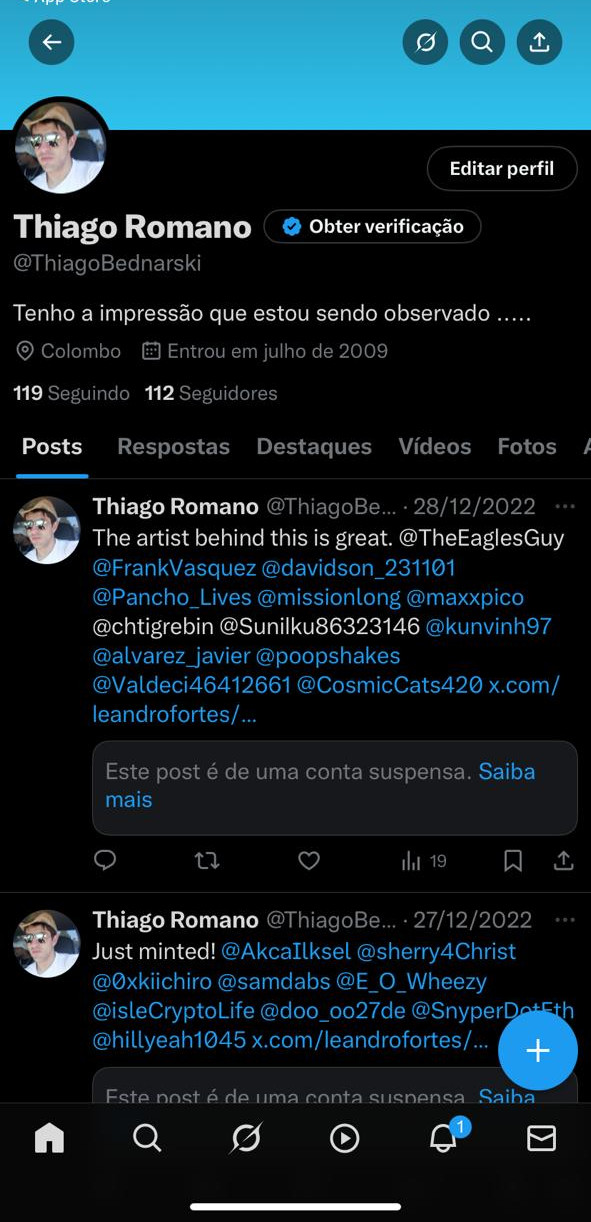 App Store
Editar perfil
Thiago Romano
Obter verificação
@ThiagoBednarski
Tenho a impressão que estou sendo observado .....
Colombo
Entrou em julho de 2009
119 Seguindo 112 Seguidores
Posts Respostas Destaques Vídeos Fotos A
Thiago Romano @ThiagoBe... · 28/12/2022
The artist behind this is great. @TheEaglesGuy
@FrankVasquez @davidson_231101
@Pancho_Lives @missionlong @maxxpico
@chtigrebin @Sunilku86323146 @kunvinh97
@alvarez_javier @poopshakes
@Valdeci46412661 @CosmicCats420 x.com/
leandrofortes/...
Este post é de uma conta suspensa. Saiba
mais
19
Thiago Romano @ThiagoBe... · 27/12/2022
Just minted! @AkcaIlksel @sherry4Christ
@0xkiichiro @samdabs @E_O_Wheezy
@isleCryptoLife @doo_oo27de @SnyperDotEth
@hillyeah1045 x.com/leandrofortes/...
Este post é de uma conta suspensa. Saiba
1